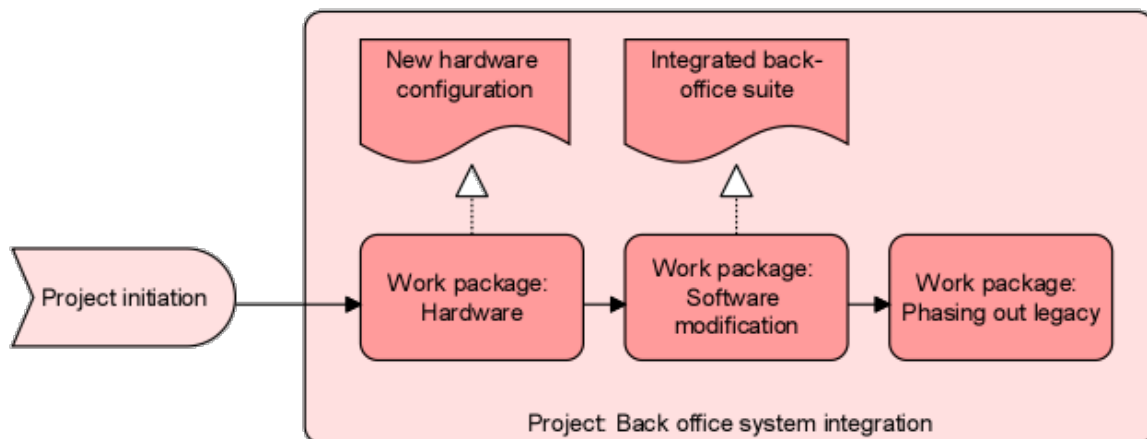 New hardware
configuration
Integrated back-
office suite
Project initiation
Work package:
Hardware
Work package:
Software
modification
Work package:
Phasing out legacy
Project: Back office system integration